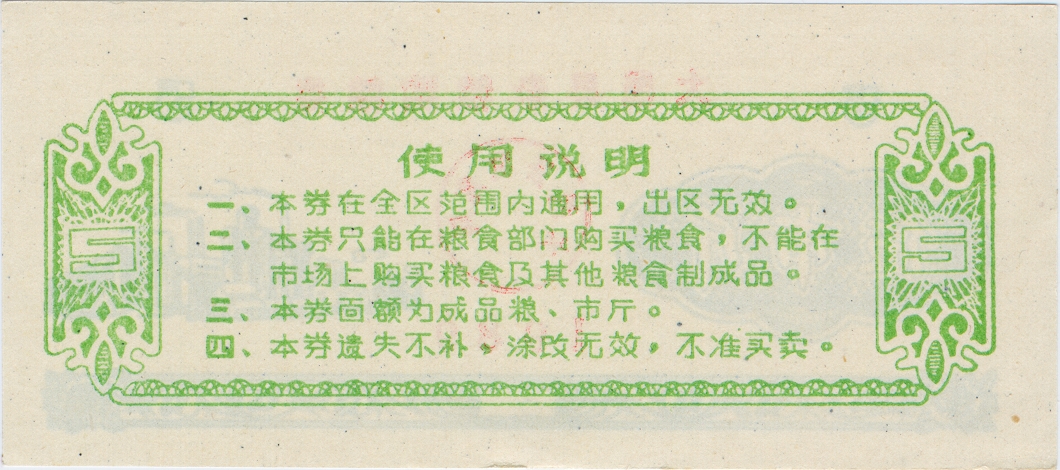 使用说明
一、本券在全区范围内通用，出区无效。
二、本券只能在粮食部门购买粮食，不能在
市场上购买粮食及其他粮食制成品。
三、本券面额为成品粮、市斤。
四、本券遗失不补、涂改无效，不准买卖。
5
5